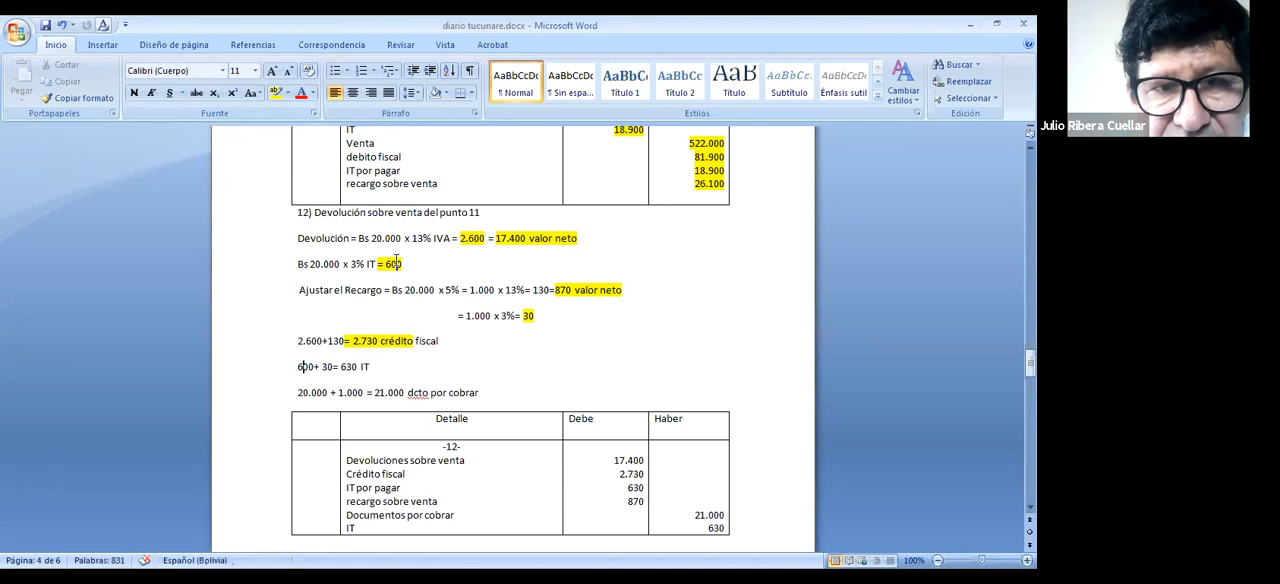 diario tucunare.docx - Microsoft Word
Inicio Insertar Diseño de página Referencias Correspondencia Revisar Vista Acrobat
Pegar
Cortar
Copiar
Copiar formato
Portapapeles
Calibri (Cuerpo) 11
Fuente
Párrafo
AaBbCcDc AaBbCcDc AaBbCc AaBbCc AaB AaBbCc. AaBbCcDc
¶ Normal ¶ Sin espa... Título 1 Título 2 Título Subtítulo Énfasis sutil
Cambiar estilos
Estilos
Buscar
Reemplazar
Seleccionar
Edición
Julio Ribera Cuellar
IT 18.900
Venta 522.000
debito fiscal 81.900
IT por pagar 18.900
recargo sobre venta 26.100
12) Devolución sobre venta del punto 11
Devolución = Bs 20.000 x 13% IVA = 2.600 = 17.400 valor neto
Bs 20.000 x 3% IT = 600
Ajustar el Recargo = Bs 20.000 x 5% = 1.000 x 13%= 130=870 valor neto
= 1.000 x 3%= 30
2.600+130= 2.730 crédito fiscal
600+ 30= 630 IT
20.000 + 1.000 = 21.000 dcto por cobrar
Detalle Debe Haber
-12-
Devoluciones sobre venta 17.400
Crédito fiscal 2.730
IT por pagar 630
recargo sobre venta 870
Documentos por cobrar 21.000
IT 630
Página: 4 de 6 Palabras: 831 Español (Bolivia) 100%